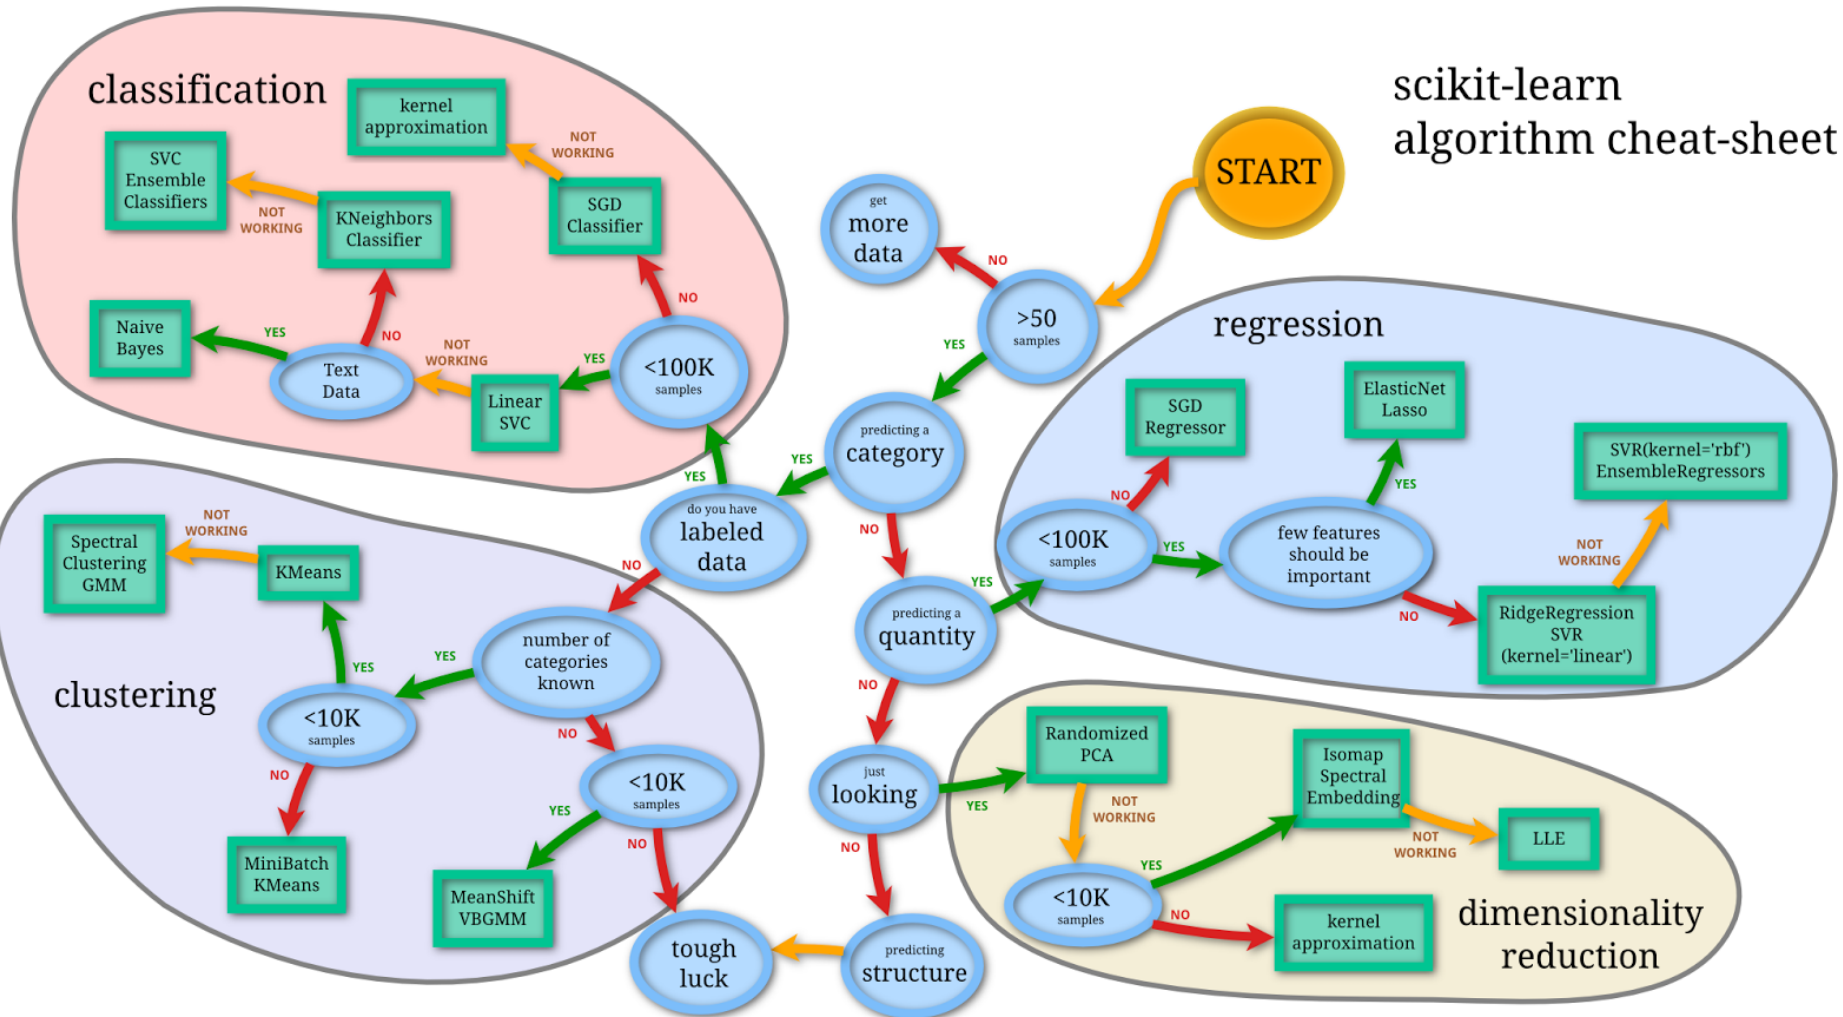 scikit-learn
algorithm cheat-sheet
START
>50
samples
NO
get
more
data
YES
predicting a
category
YES
NO
do you have
labeled
data
YES
NO
predicting a
quantity
YES
NO
just
looking
YES
NO
predicting
structure
tough
luck
classification
<100K
samples
NO
SGD
Classifier
NOT
WORKING
kernel
approximation
YES
Linear
SVC
NOT
WORKING
Text
Data
YES
Naive
Bayes
NO
KNeighbors
Classifier
NOT
WORKING
SVC
Ensemble
Classifiers
clustering
number of
categories
known
YES
<10K
samples
YES
KMeans
NOT
WORKING
Spectral
Clustering
GMM
NO
MiniBatch
KMeans
NO
<10K
samples
YES
MeanShift
VBGMM
NO
regression
<100K
samples
NO
SGD
Regressor
YES
few features
should be
important
YES
ElasticNet
Lasso
NO
RidgeRegression
SVR
(kernel='linear')
NOT
WORKING
SVR(kernel='rbf')
EnsembleRegressors
dimensionality
reduction
Randomized
PCA
NOT
WORKING
<10K
samples
YES
Isomap
Spectral
Embedding
NOT
WORKING
LLE
NO
kernel
approximation